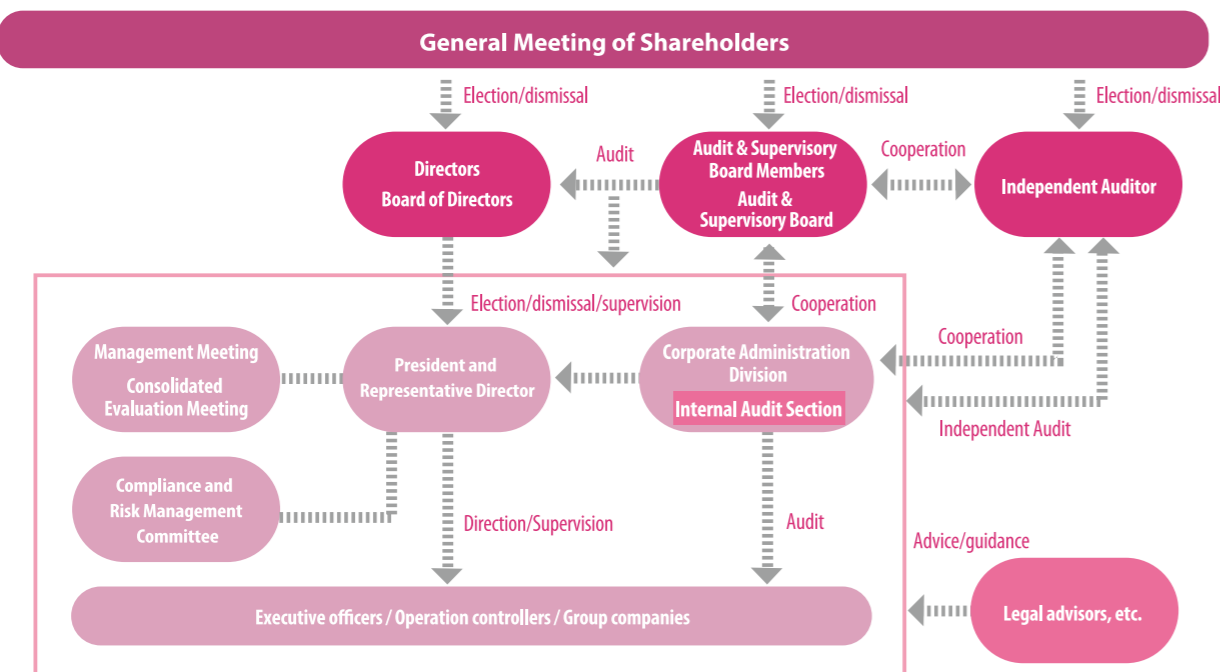 General Meeting of Shareholders
Election/dismissal
Election/dismissal
Election/dismissal
Directors
Board of Directors
Audit
Audit & Supervisory
Board Members
Audit &
Supervisory Board
Cooperation
Independent Auditor
Election/dismissal/supervision
Cooperation
Management Meeting
Consolidated
Evaluation Meeting
President and
Representative Director
Corporate Administration
Division
Internal Audit Section
Cooperation
Independent Audit
Compliance and
Risk Management
Committee
Direction/Supervision
Audit
Advice/guidance
Executive officers / Operation controllers / Group companies
Legal advisors, etc.